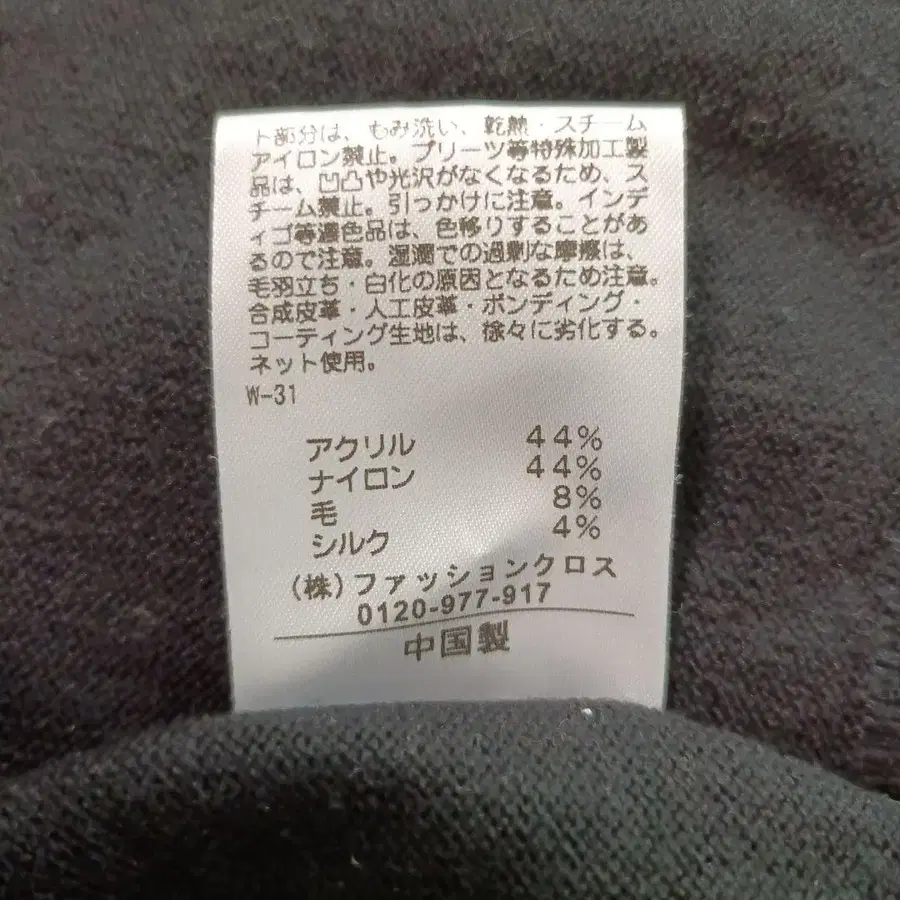 ト部分は、もみ洗い、乾熱・スチーム
アイロン禁止。プリーツ等特殊加工製
品は、凹凸や光沢がなくなるため、ス
チーム禁止。引っかけに注意。インデ
ィゴ等濃色品は、色移りすることがあ
るので注意。湿潤での過剰な摩擦は、
毛羽立ち・白化の原因となるため注意。
合成皮革・人工皮革・ボンディング・
コーティング生地は、徐々に劣化する。
ネット使用。
W-31
アクリル 44%
ナイロン 44%
毛 8%
シルク 4%
(株)ファッションクロス
0120-977-917
中国製